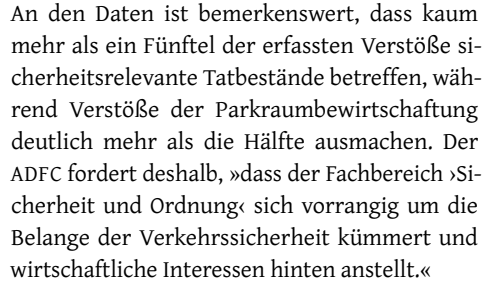 An den Daten ist bemerkenswert, dass kaum
mehr als ein Fünftel der erfassten Verstöße si-
cherheitsrelevante Tatbestände betreffen, wäh-
rend Verstöße der Parkraumbewirtschaftung
deutlich mehr als die Hälfte ausmachen. Der
ADFC fordert deshalb, »dass der Fachbereich ›Si-
cherheit und Ordnung‹ sich vorrangig um die
Belange der Verkehrssicherheit kümmert und
wirtschaftliche Interessen hinten anstellt.«